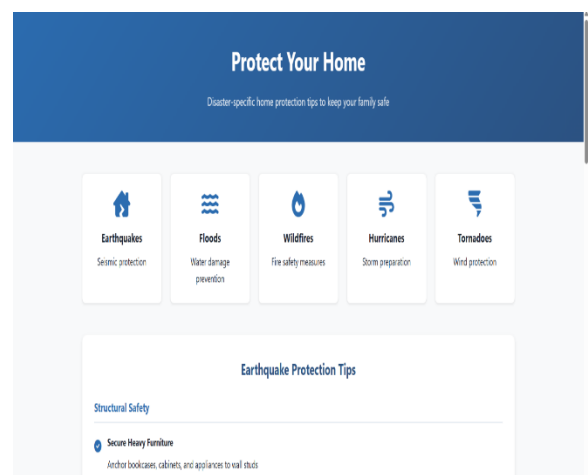 Protect Your Home
Disaster-specific home protection tips to keep your family safe
Earthquakes
Seismic protection
Floods
Water damage
prevention
Wildfires
Fire safety measures
Hurricanes
Storm preparation
Tornadoes
Wind protection
Earthquake Protection Tips
Structural Safety
Secure Heavy Furniture
Anchor bookcases, cabinets, and appliances to wall studs